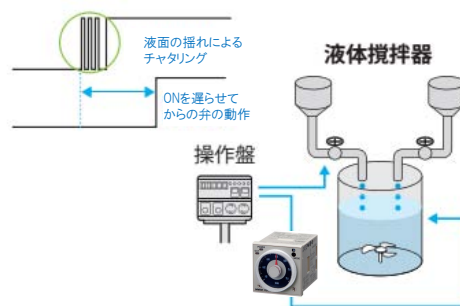 液面の揺れによる
チャタリング
ONを遅らせて
からの弁の動作
液体撹拌器
操作盤